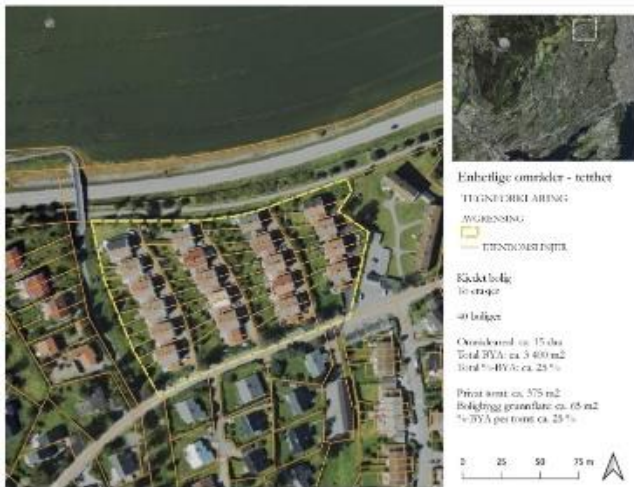 Enhetlige områder - tetthet
TEGNFORKLARING
AVGRENSING
EIENDOMSLINJER
Kjedet bolig
To etasjer
40 boliger
Områdeareal: ca. 15 daa
Total BYA: ca. 3 400 m2
Total %-BYA: ca. 23 %
Privat tomt: ca. 375 m2
Boligbygg grunnflate: ca. 85 m2
%-BYA per tomt: ca. 23 %
0 25 50 75 m